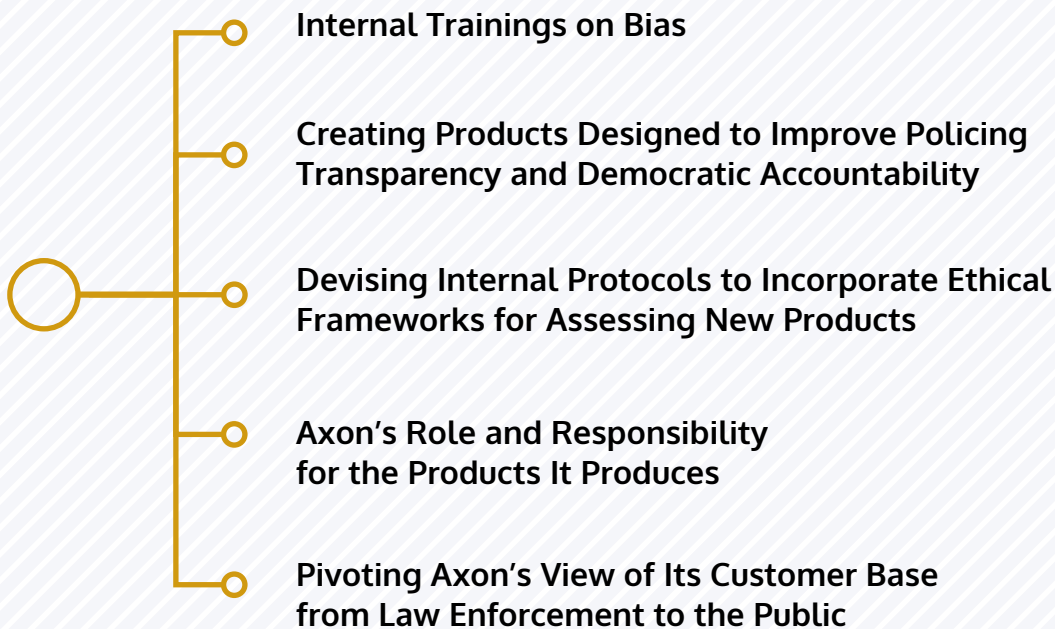 Internal Trainings on Bias
Creating Products Designed to Improve Policing
Transparency and Democratic Accountability
Devising Internal Protocols to Incorporate Ethical
Frameworks for Assessing New Products
Axon’s Role and Responsibility
for the Products It Produces
Pivoting Axon’s View of Its Customer Base
from Law Enforcement to the Public